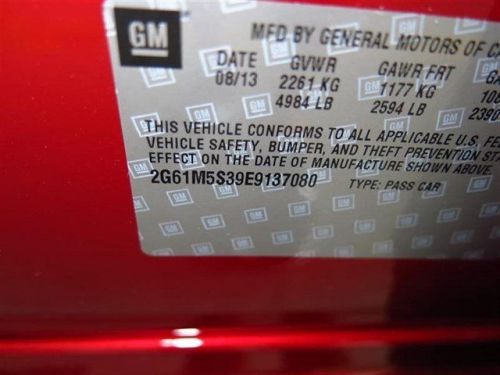 GM
MFD BY GENERAL MOTORS OF
DATE GVWR GAWR FRT
08/13 2261 KG 1177 KG
4984 LB 2594 LB 2390
THIS VEHICLE CONFORMS TO ALL APPLICABLE U.S.
VEHICLE SAFETY, BUMPER, AND THEFT PREVENTION
EFFECT ON THE DATE OF MANUFACTURE SHOWN ABOVE.
2G61M5S39E9137080 TYPE: PASS CAR